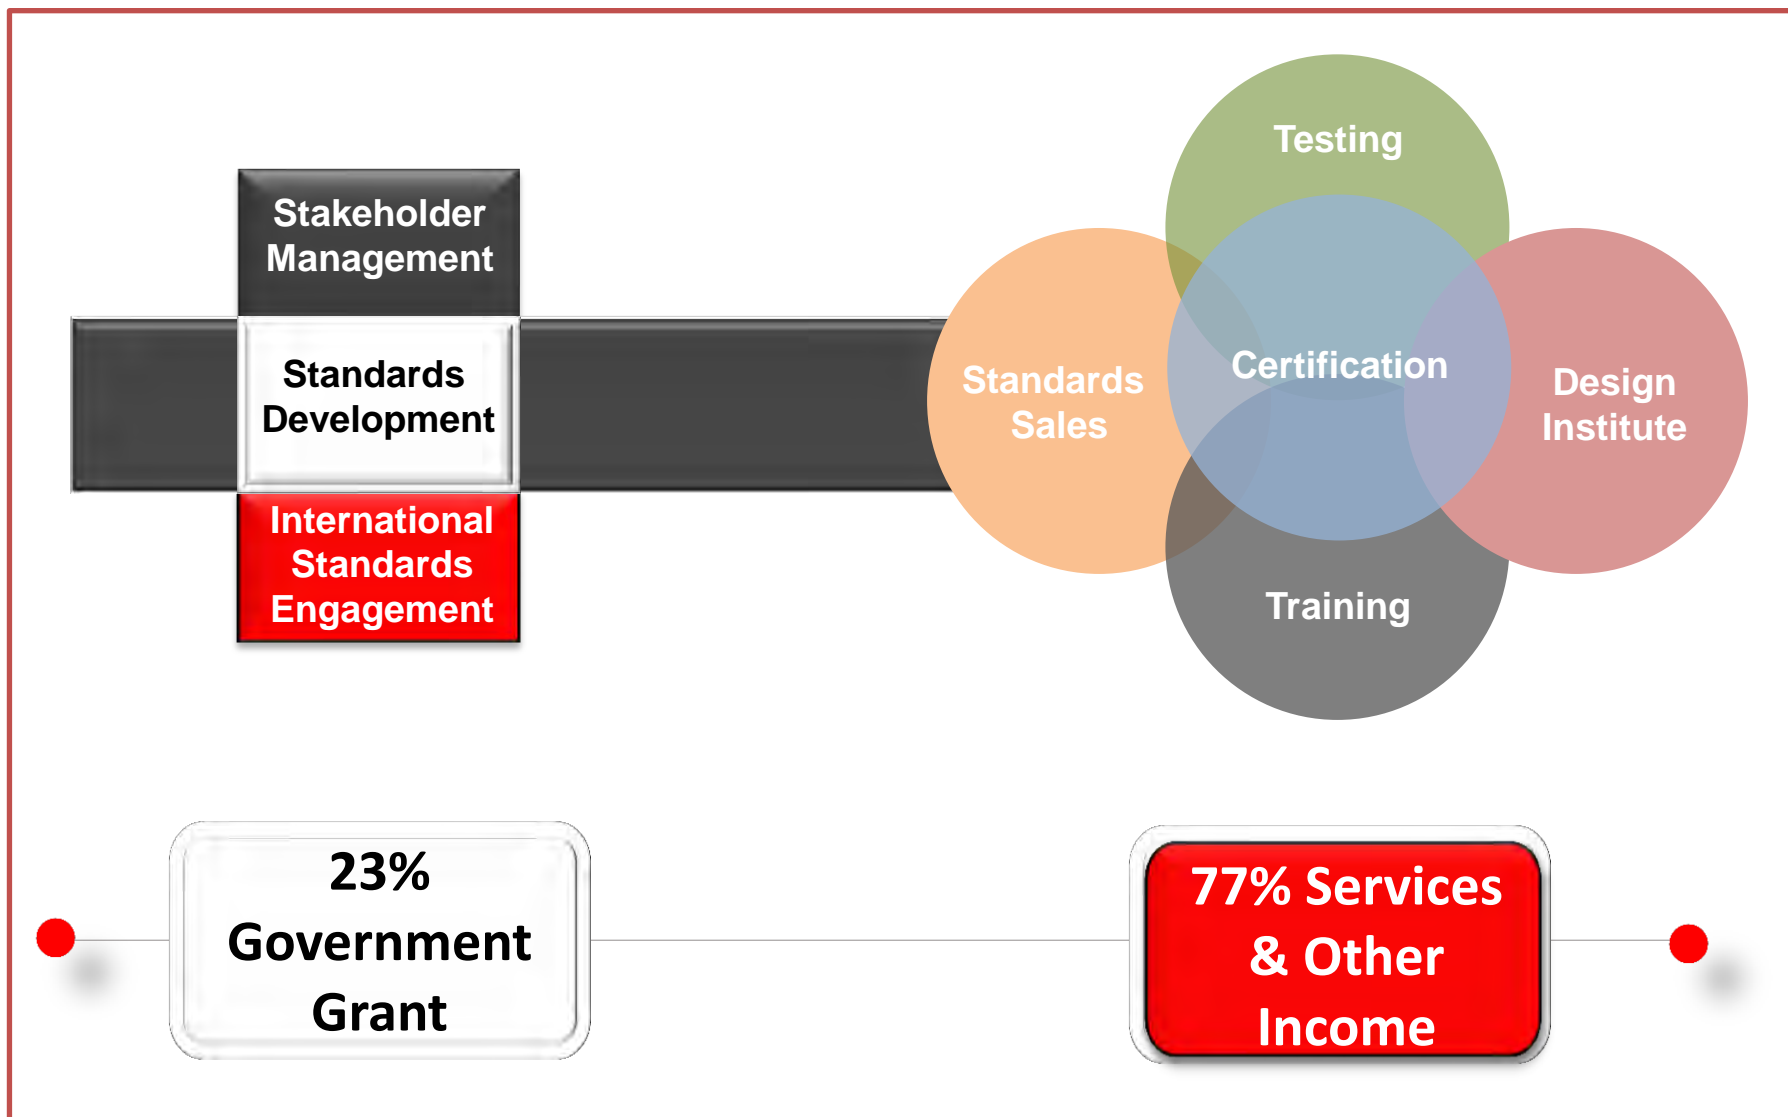 Stakeholder
Management
Standards
Development
International
Standards
Engagement
Testing
Standards
Sales
Certification
Design
Institute
Training
23%
Government
Grant
77% Services
& Other
Income